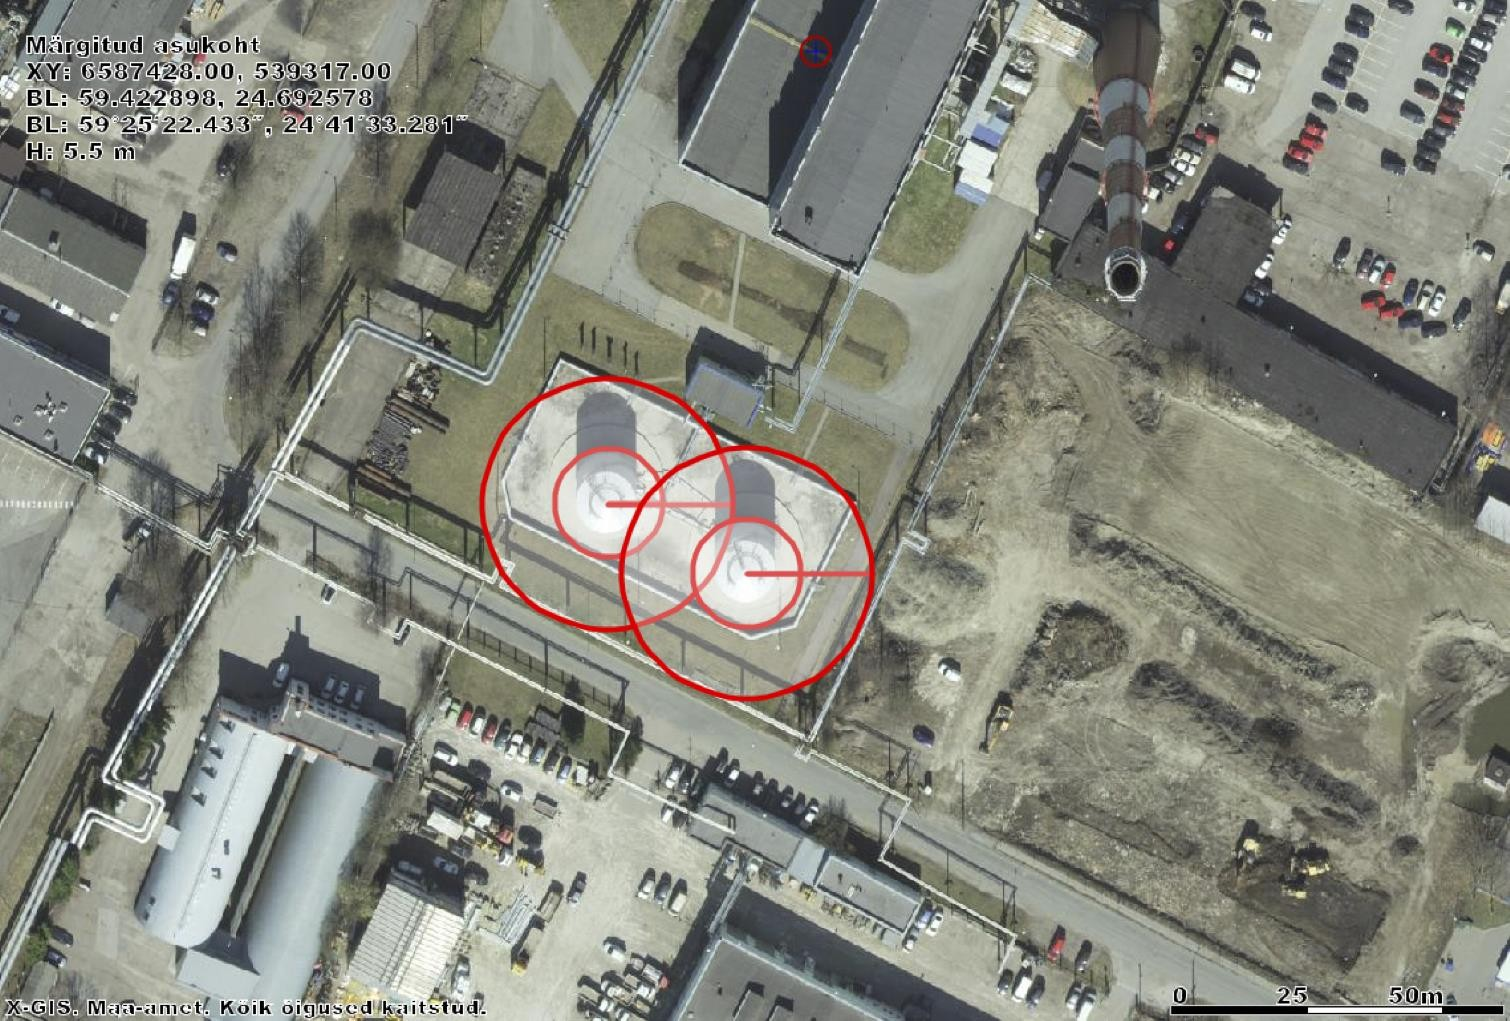 Märgitud asukoht
XY: 6587428.00, 539317.00
BL: 59.422898, 24.692578
BL: 59°25'22.433", 24°41'33.281"
H: 5.5 m
0 25 50m
X-GIS. Maa-amet. Kõik õigused kaitstud.